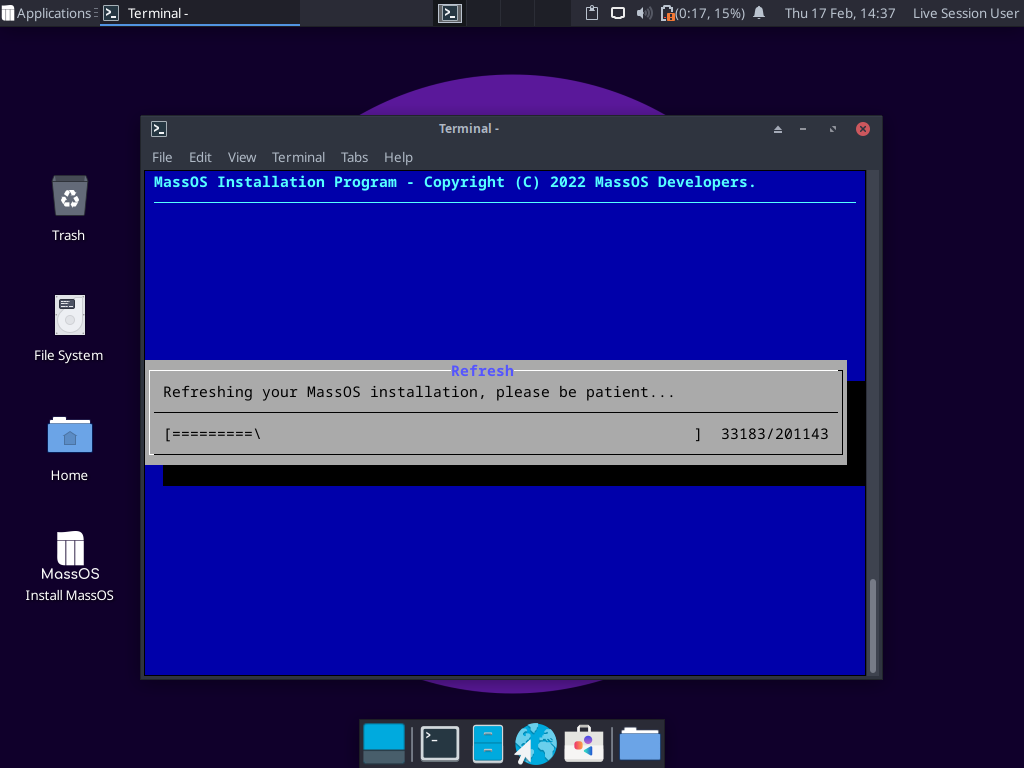 Applications
Terminal -
(0:17, 15%)
Thu 17 Feb, 14:37
Live Session User
Terminal -
File Edit View Terminal Tabs Help
MassOS Installation Program - Copyright (C) 2022 MassOS Developers.
Refresh
Refreshing your MassOS installation, please be patient...
[=========\ ] 33183/201143
Trash
File System
Home
MassOS
Install MassOS